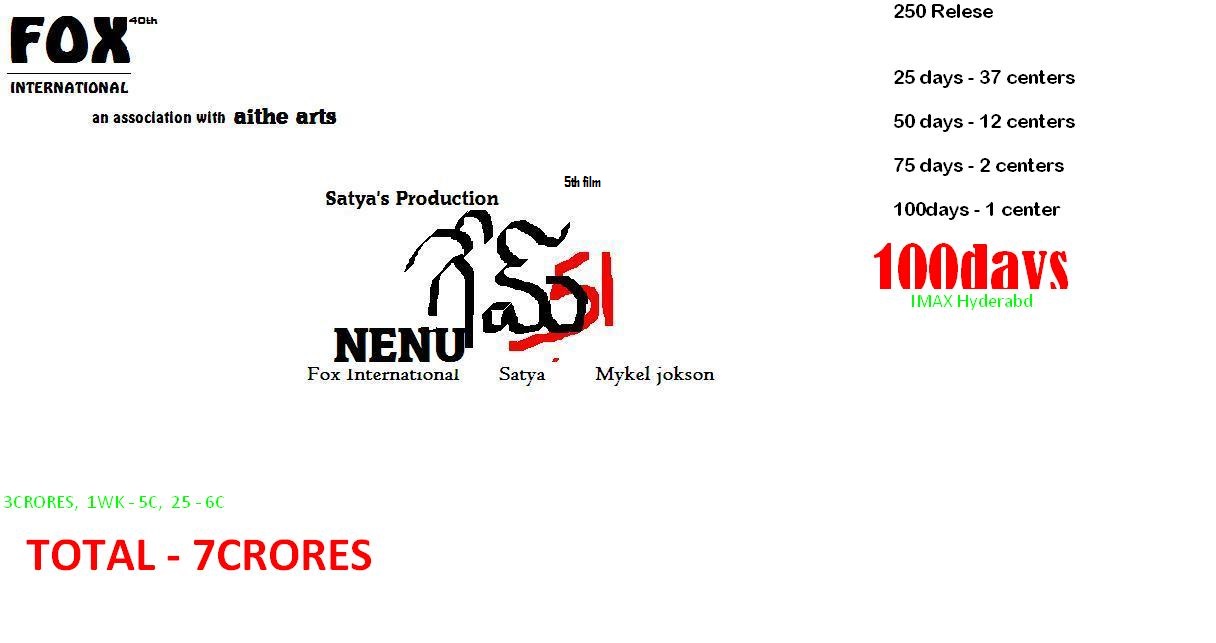 FOX 40th
INTERNATIONAL
an association with aithe arts
250 Relese
25 days - 37 centers
50 days - 12 centers
75 days - 2 centers
100days - 1 center
100days
IMAX Hyderabd
5th film
Satya's Production
గేమ్
NENU
Fox International Satya Mykel jokson
3CRORES, 1WK - 5C, 25 - 6C
TOTAL - 7CRORES